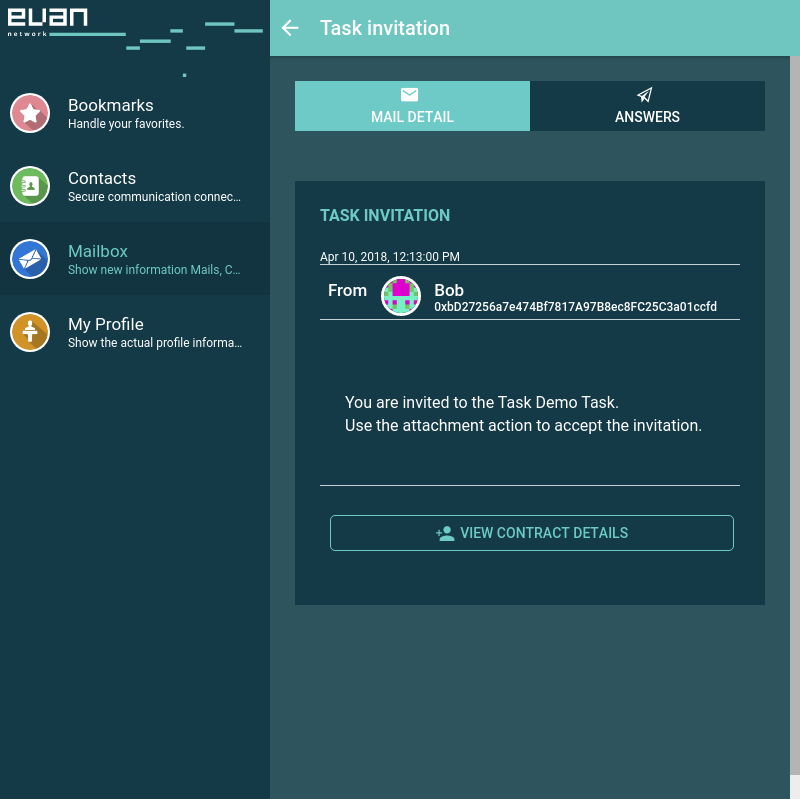 evan
network
Task invitation
Bookmarks
Handle your favorites.
Contacts
Secure communication connec...
Mailbox
Show new information Mails, C...
My Profile
Show the actual profile informa...
MAIL DETAIL
ANSWERS
TASK INVITATION
Apr 10, 2018, 12:13:00 PM
From
Bob
0xbD27256a7e474Bf7817A97B8ec8FC25C3a01ccfd
You are invited to the Task Demo Task.
Use the attachment action to accept the invitation.
VIEW CONTRACT DETAILS